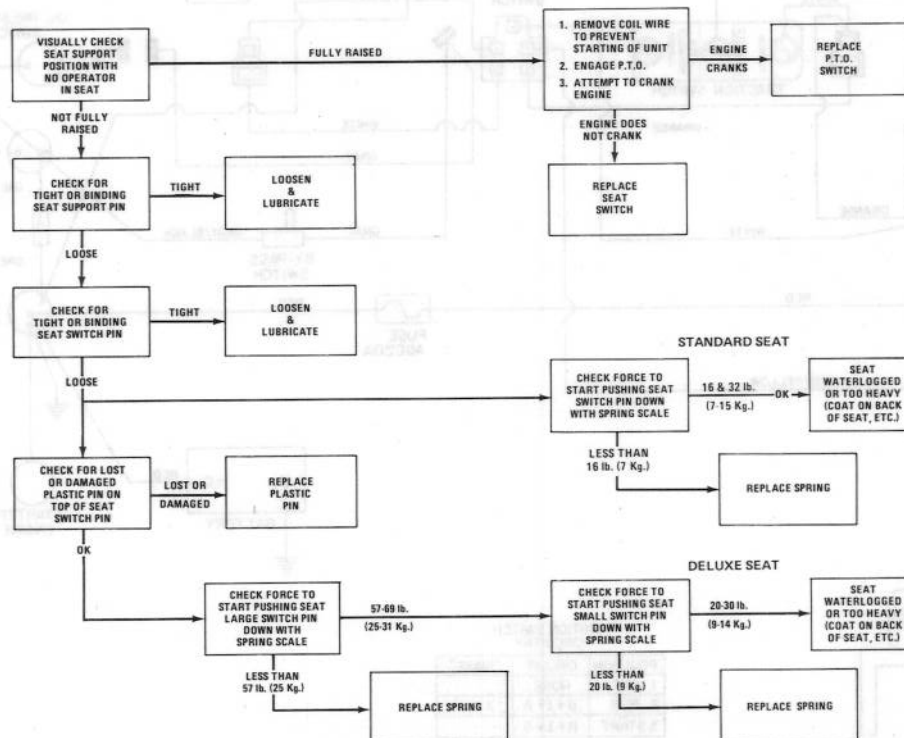 VISUALLY CHECK
SEAT SUPPORT
POSITION WITH
NO OPERATOR
IN SEAT
FULLY RAISED
1. REMOVE COIL WIRE
TO PREVENT
STARTING OF UNIT
2. ENGAGE P.T.O.
3. ATTEMPT TO CRANK
ENGINE
ENGINE
CRANKS
REPLACE
P.T.O.
SWITCH
NOT FULLY
RAISED
ENGINE DOES
NOT CRANK
CHECK FOR
TIGHT OR BINDING
SEAT SUPPORT PIN
TIGHT
LOOSEN
&
LUBRICATE
REPLACE
SEAT
SWITCH
LOOSE
CHECK FOR
TIGHT OR BINDING
SEAT SWITCH PIN
TIGHT
LOOSEN
&
LUBRICATE
LOOSE
STANDARD SEAT
CHECK FORCE TO
START PUSHING SEAT
SWITCH PIN DOWN
WITH SPRING SCALE
16 & 32 lb.
(7-15 Kg.)
OK
SEAT
WATERLOGGED
OR TOO HEAVY
(COAT ON BACK
OF SEAT, ETC.)
LESS THAN
16 lb. (7 Kg.)
REPLACE SPRING
CHECK FOR LOST
OR DAMAGED
PLASTIC PIN ON
TOP OF SEAT
SWITCH PIN
LOST OR
DAMAGED
REPLACE
PLASTIC
PIN
OK
DELUXE SEAT
CHECK FORCE TO
START PUSHING SEAT
LARGE SWITCH PIN
DOWN WITH
SPRING SCALE
57-69 lb.
(25-31 Kg.)
CHECK FORCE TO
START PUSHING SEAT
SMALL SWITCH PIN
DOWN WITH
SPRING SCALE
20-30 lb.
(9-14 Kg.)
SEAT
WATERLOGGED
OR TOO HEAVY
(COAT ON BACK
OF SEAT, ETC.)
LESS THAN
57 lb. (25 Kg.)
REPLACE SPRING
LESS THAN
20 lb. (9 Kg.)
REPLACE SPRING